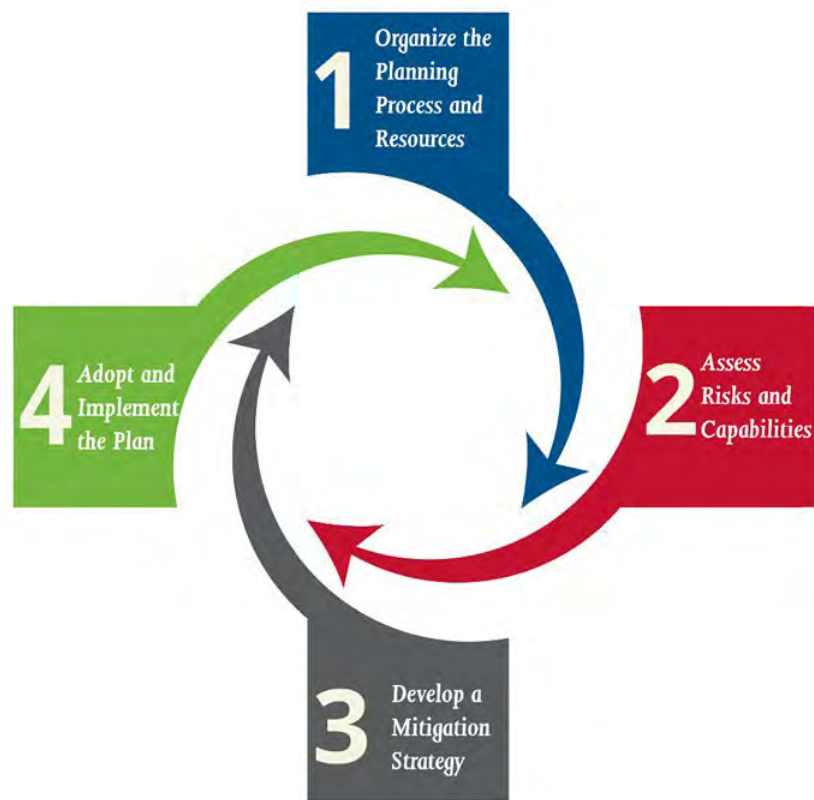 1
Organize the
Planning
Process and
Resources
2
Assess
Risks and
Capabilities
3
Develop a
Mitigation
Strategy
4
Adopt and
Implement
the Plan